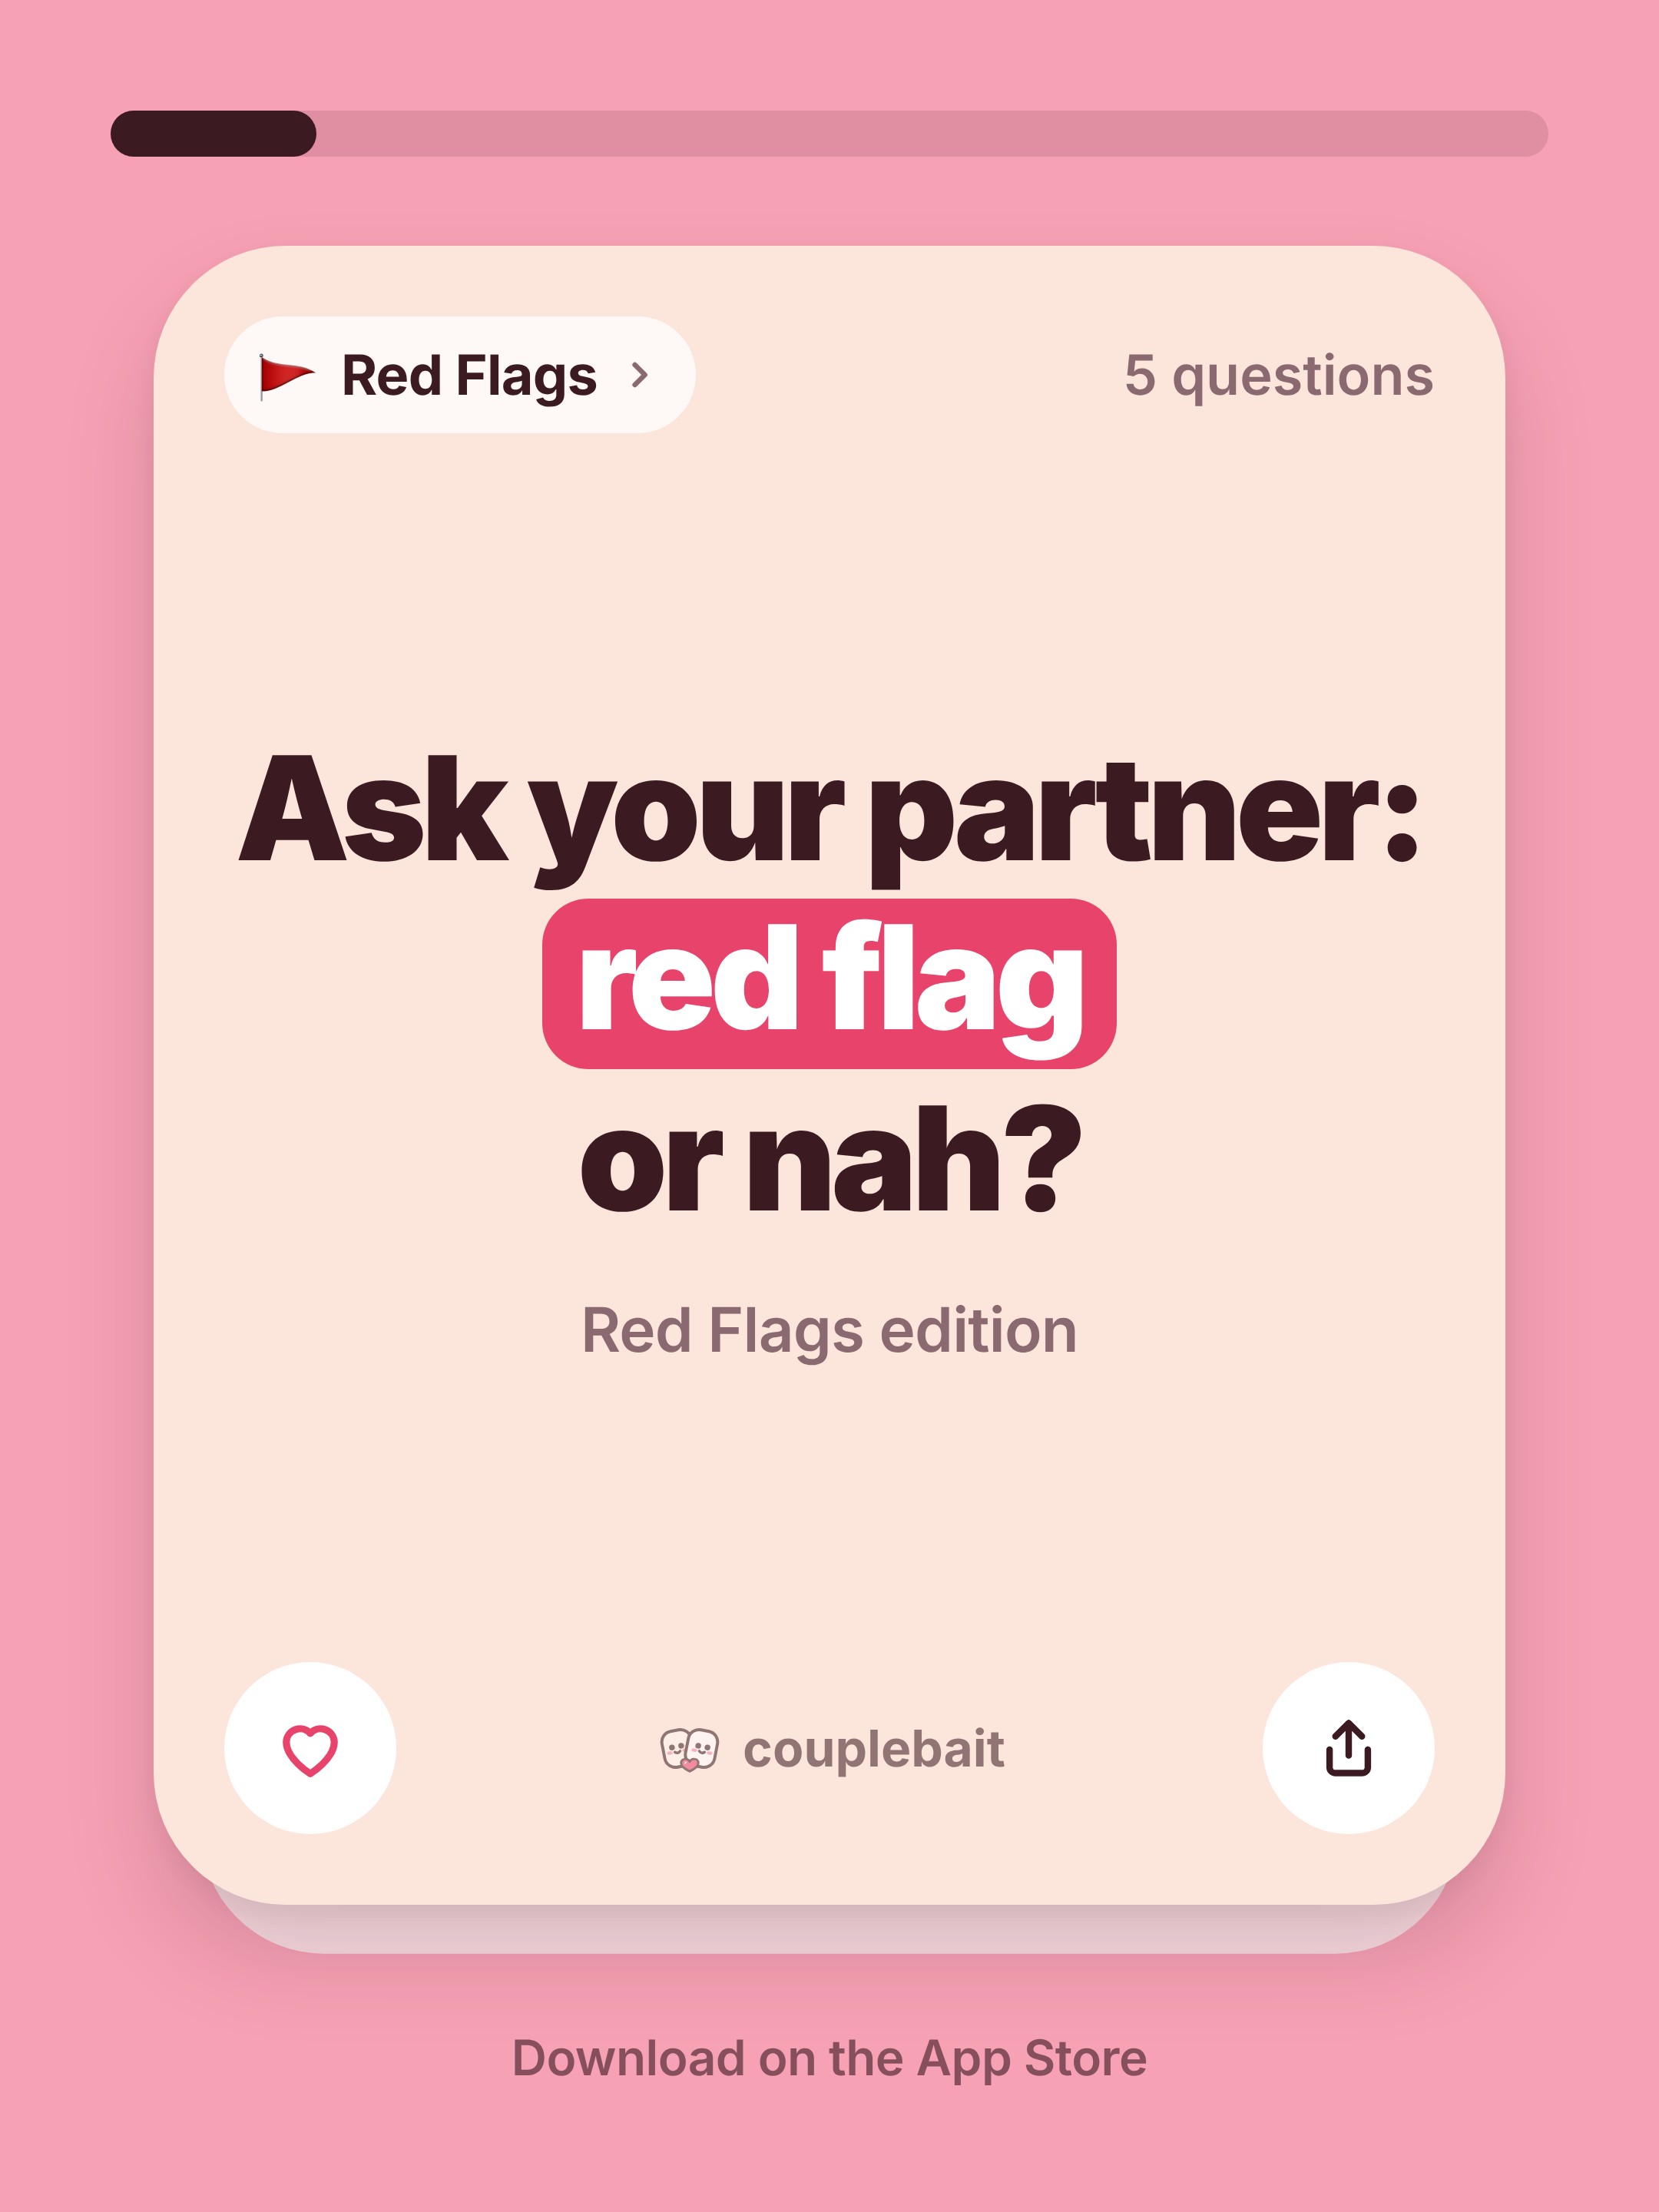 Red Flags
5 questions
Ask your partner:
red flag
or nah?
Red Flags edition
couplebait
Download on the App Store